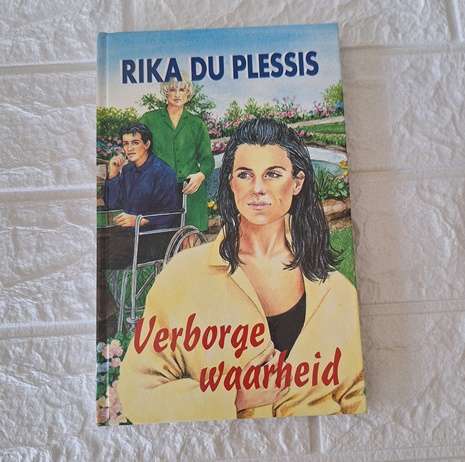 RIKA DU PLESSIS
Verborge
waarheid